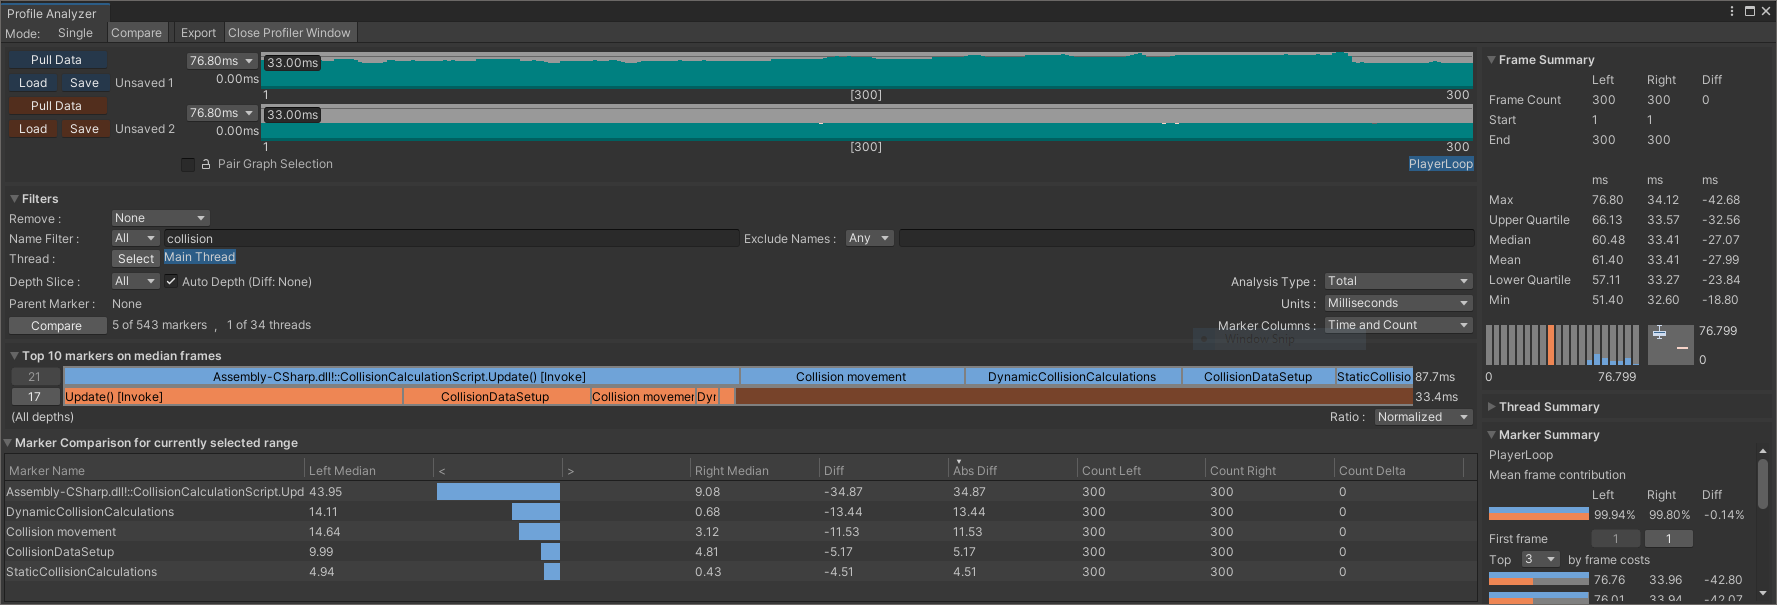 Profile Analyzer
Mode: Single Compare Export Close Profiler Window
Pull Data 76.80ms 33.00ms
Load Save Unsaved 1 0.00ms
1 [300] 300
Pull Data 76.80ms 33.00ms
Load Save Unsaved 2 0.00ms
1 [300] 300
Pair Graph Selection PlayerLoop
Filters
Remove : None
Name Filter : All collision Exclude Names : Any
Thread : Select Main Thread
Depth Slice : All Auto Depth (Diff: None) Analysis Type : Total
Parent Marker : None Units : Milliseconds
Compare 5 of 543 markers , 1 of 34 threads Marker Columns : Time and Count
Window Snip
Top 10 markers on median frames
21 Assembly-CSharp.dll!::CollisionCalculationScript.Update() [Invoke] Collision movement DynamicCollisionCalculations CollisionDataSetup StaticCollisio 87.7ms
17 Update() [Invoke] CollisionDataSetup Collision movemer Dyr 33.4ms
(All depths) Ratio : Normalized
Marker Comparison for currently selected range
Marker Name Left Median < > Right Median Diff Abs Diff Count Left Count Right Count Delta
Assembly-CSharp.dll!::CollisionCalculationScript.Upd 43.95 9.08 -34.87 34.87 300 300 0
DynamicCollisionCalculations 14.11 0.68 -13.44 13.44 300 300 0
Collision movement 14.64 3.12 -11.53 11.53 300 300 0
CollisionDataSetup 9.99 4.81 -5.17 5.17 300 300 0
StaticCollisionCalculations 4.94 0.43 -4.51 4.51 300 300 0
Frame Summary
Left Right Diff
Frame Count 300 300 0
Start 1 1
End 300 300
ms ms ms
Max 76.80 34.12 -42.68
Upper Quartile 66.13 33.57 -32.56
Median 60.48 33.41 -27.07
Mean 61.40 33.41 -27.99
Lower Quartile 57.11 33.27 -23.84
Min 51.40 32.60 -18.80
76.799
0
0 76.799
Thread Summary
Marker Summary
PlayerLoop
Mean frame contribution
Left Right Diff
99.94% 99.80% -0.14%
First frame 1 1
Top 3 by frame costs
76.76 33.96 -42.80
76.01 33.94 -42.07